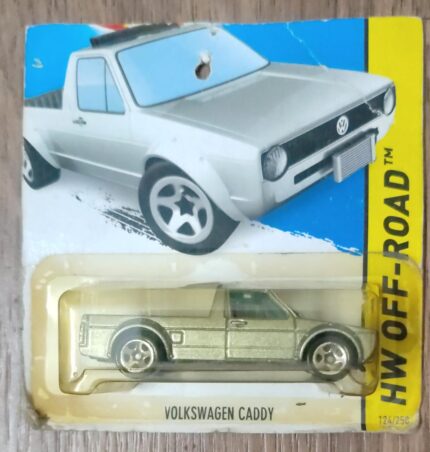 HW OFF-ROAD™
VOLKSWAGEN CADDY
124/250